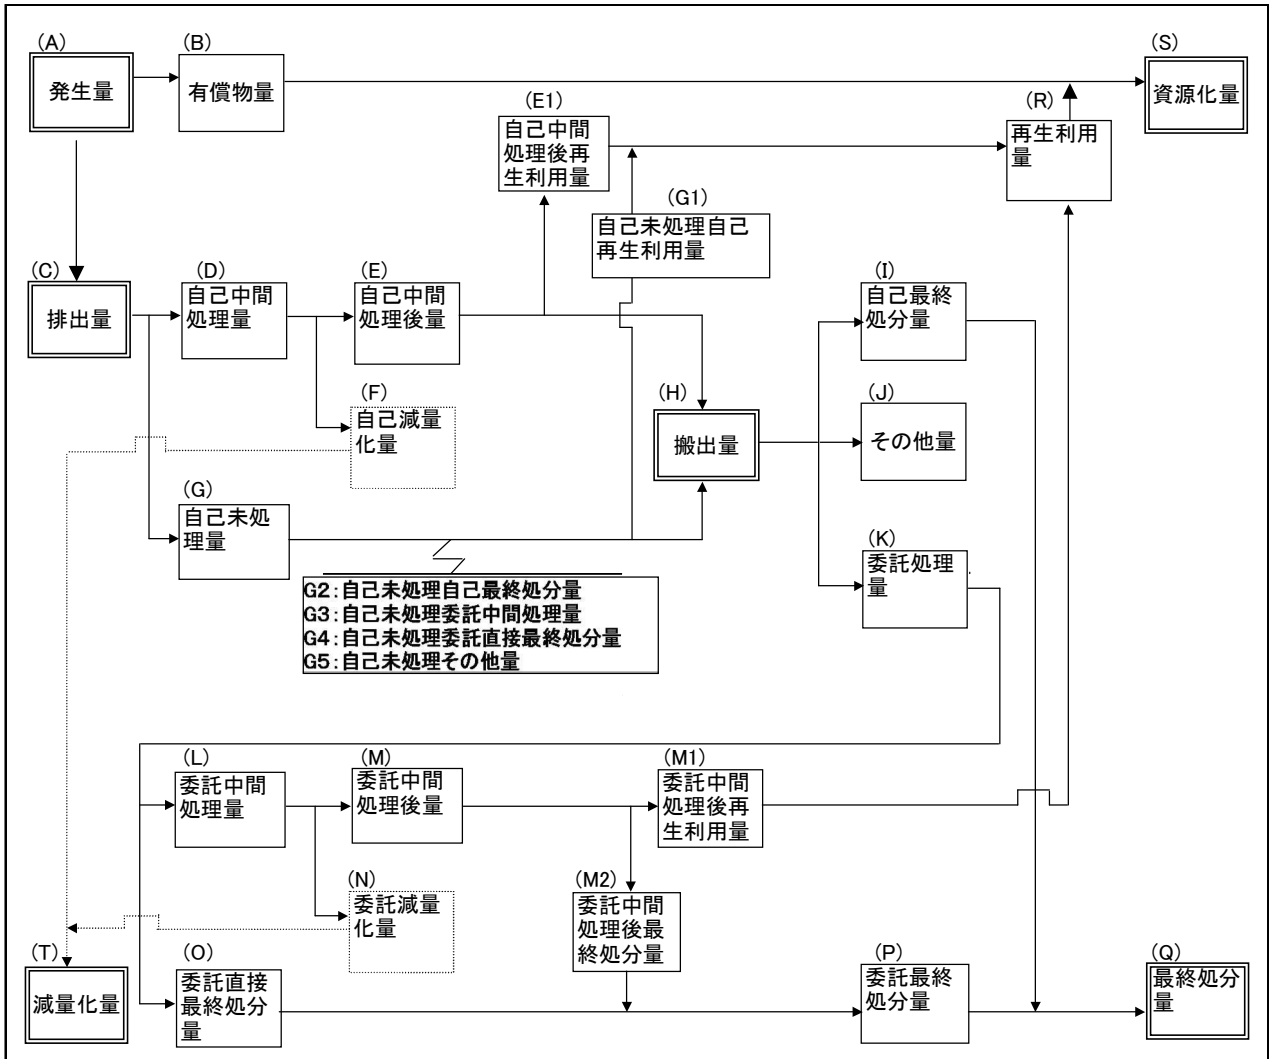 (A)
発生量
(B)
有償物量
(S)
資源化量
(E1)
自己中間
処理後再
生利用量
(R)
再生利用
量
(G1)
自己未処理自己
再生利用量
(C)
排出量
(D)
自己中間
処理量
(E)
自己中間
処理後量
(I)
自己最終
処分量
(F)
自己減量
化量
(H)
搬出量
(J)
その他量
(G)
自己未処
理量
(K)
委託処理
量
G2:自己未処理自己最終処分量
G3:自己未処理委託中間処理量
G4:自己未処理委託直接最終処分量
G5:自己未処理その他量
(L)
委託中間
処理量
(M)
委託中間
処理後量
(M1)
委託中間
処理後再
生利用量
(N)
委託減量
化量
(M2)
委託中間
処理後最
終処分量
(T)
減量化量
(O)
委託直接
最終処分
量
(P)
委託最終
処分量
(Q)
最終処分
量